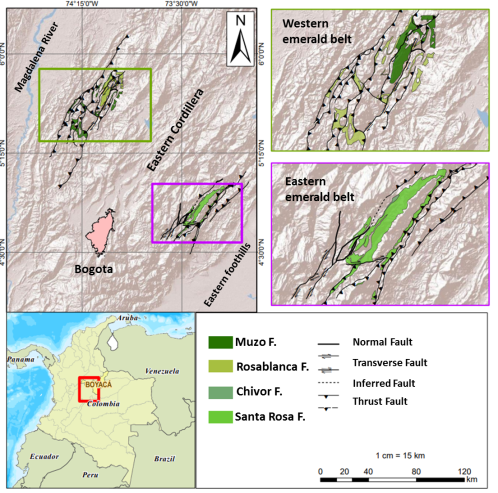 74°15'0"W
73°30'0"W
N
6°0'0"N
5°15'0"N
4°30'0"N
Magdalena River
Eastern Cordillera
Bogota
Eastern foothills
Western
emerald belt
Eastern
emerald belt
Aruba
Panama
Venezuela
BOYACÁ
Colombia
Ecuador
Peru
Brazil
Muzo F.
Rosablanca F.
Chivor F.
Santa Rosa F.
Normal Fault
Transverse Fault
Inferred Fault
Thrust Fault
1 cm = 15 km
0 20 40 80 120
km